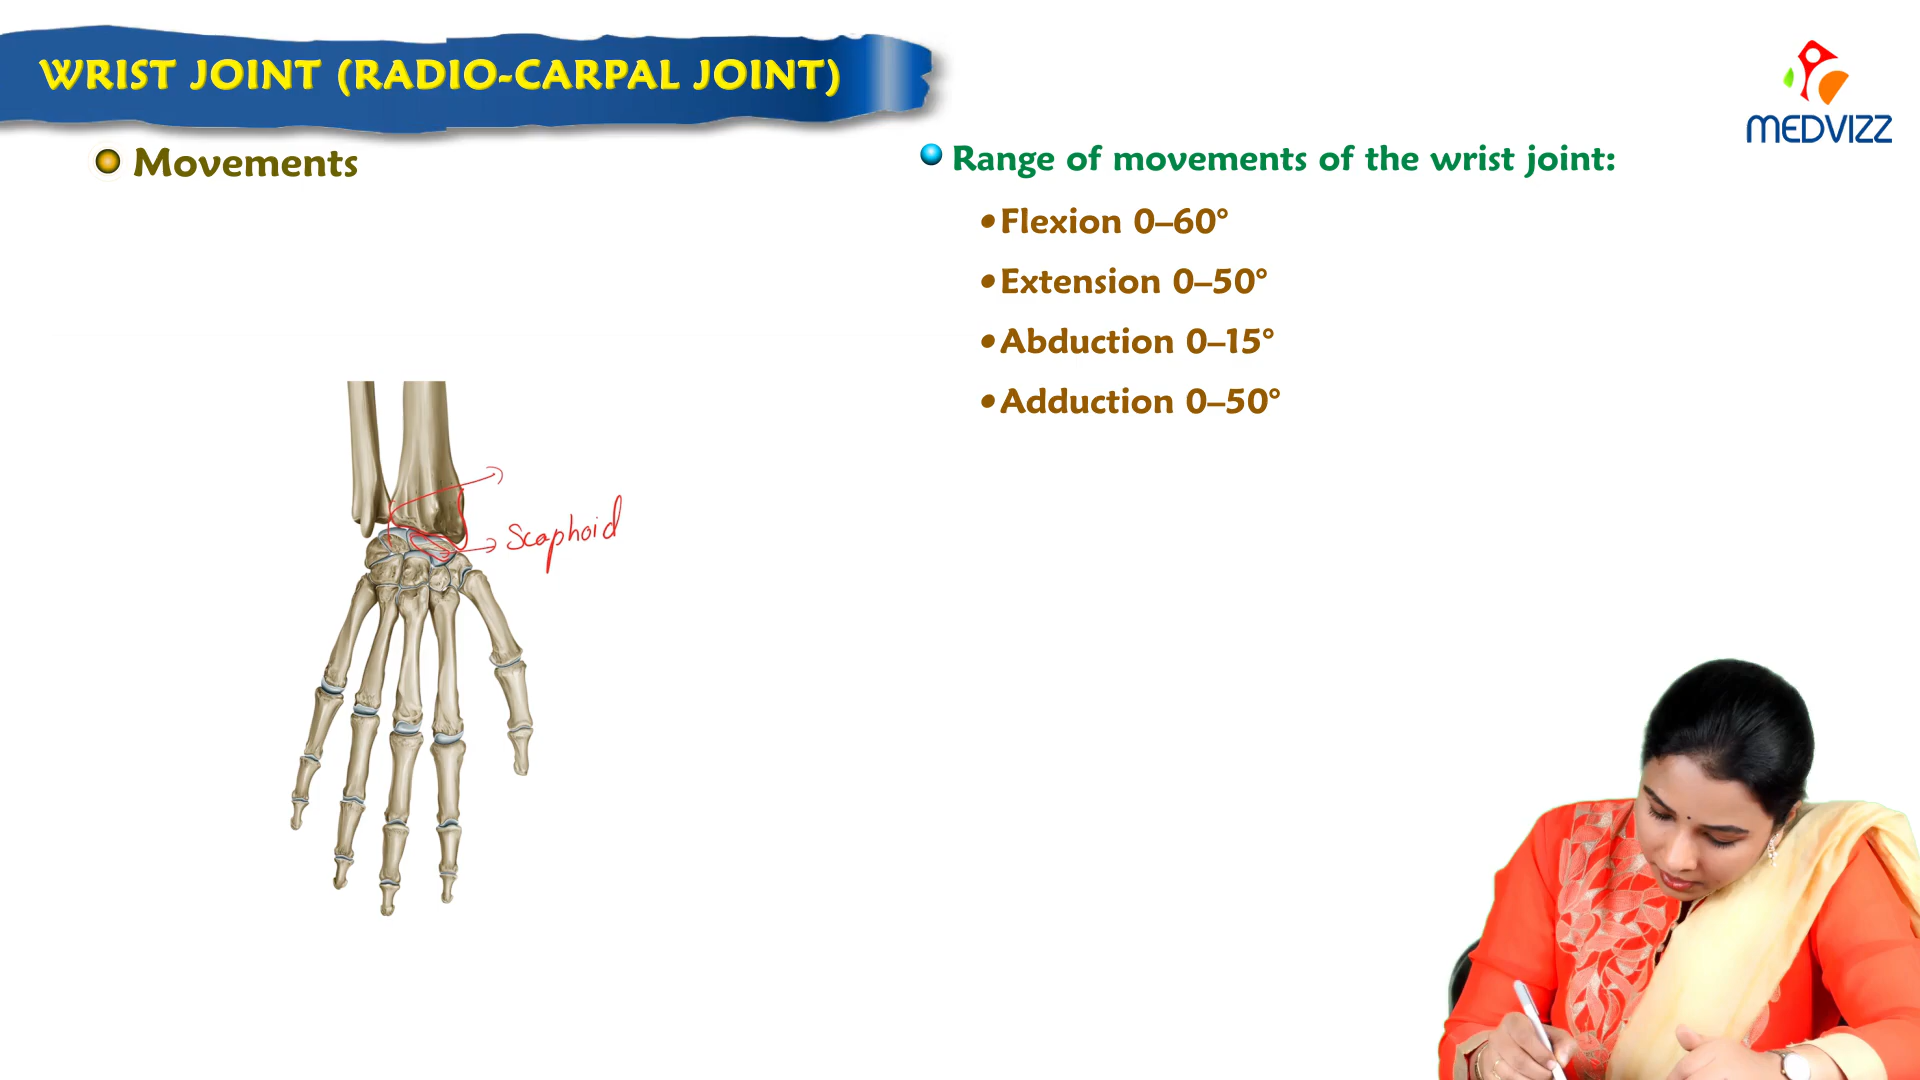 WRIST JOINT (RADIO-CARPAL JOINT)
MEDVIZZ
Movements
Range of movements of the wrist joint:
•Flexion 0–60°
•Extension 0–50°
•Abduction 0–15°
•Adduction 0–50°
Scaphoid